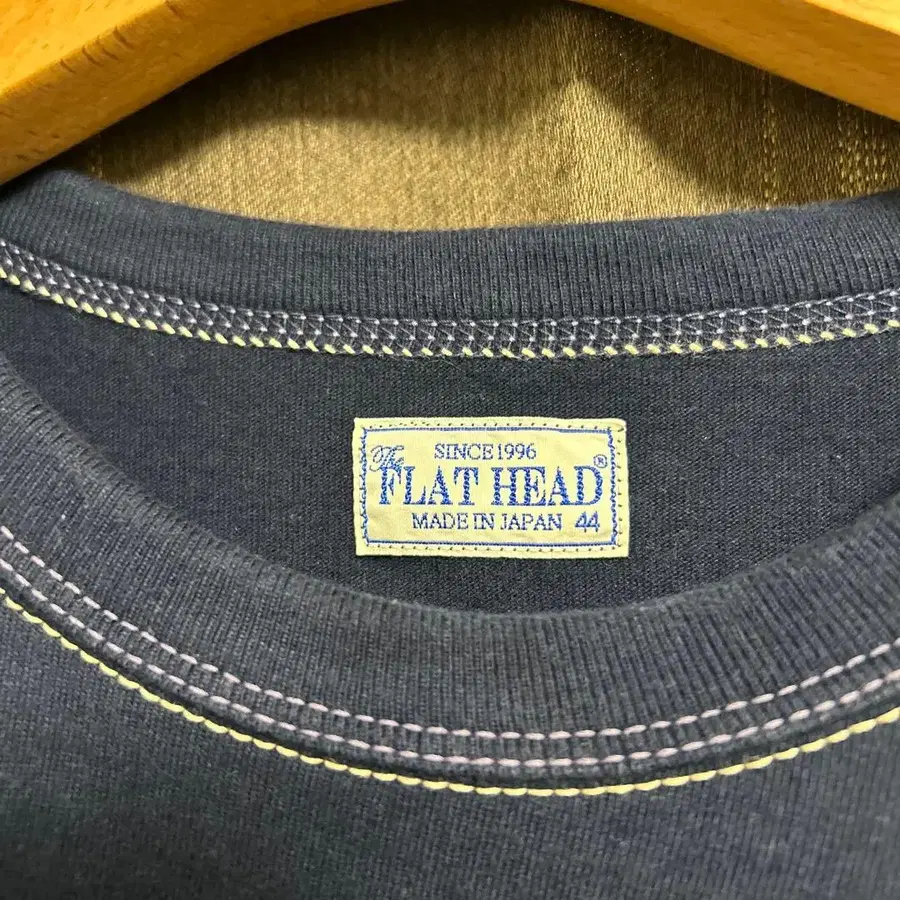 SINCE 1996
The
FLAT HEAD®
MADE IN JAPAN 44